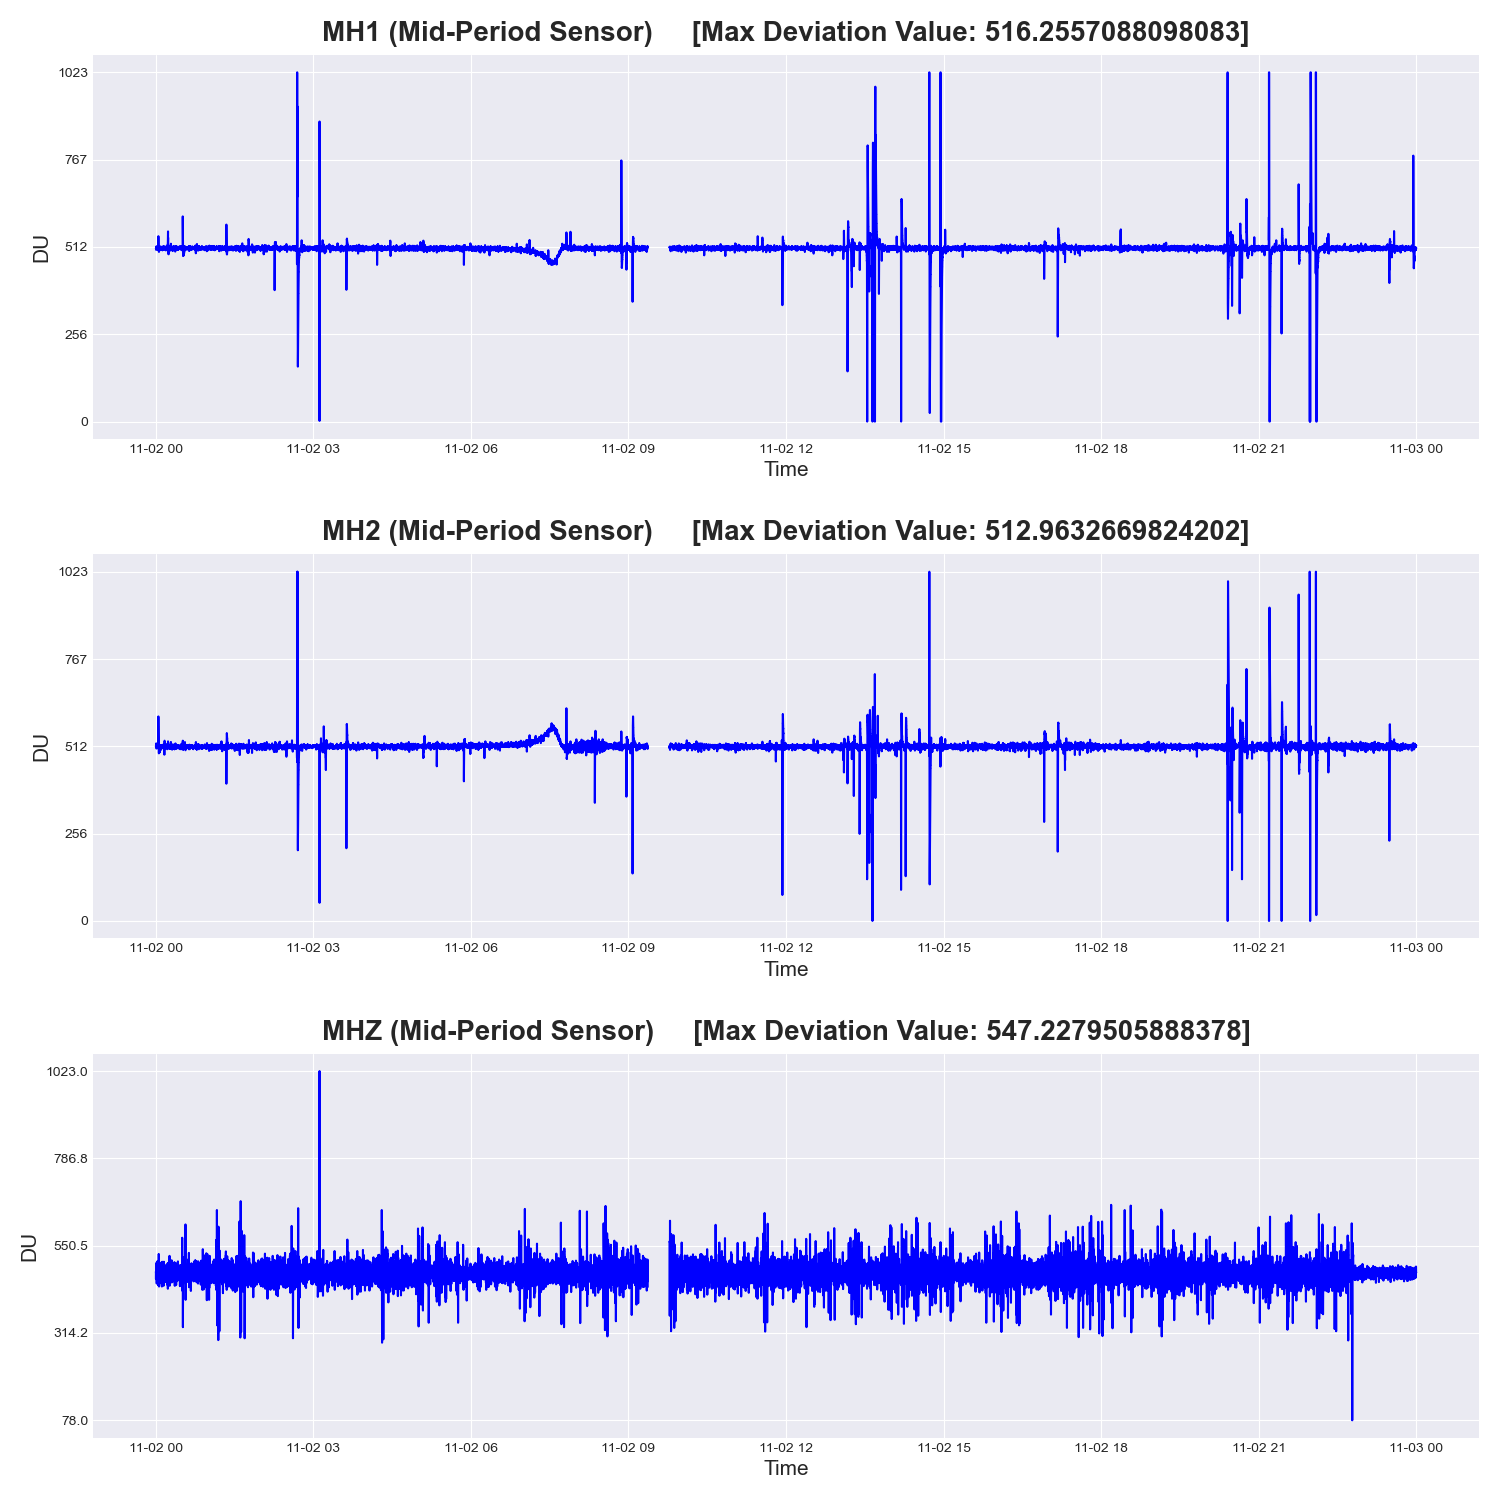 MH1 (Mid-Period Sensor) [Max Deviation Value: 516.2557088098083]
1023
767
512
256
0
DU
11-02 00 11-02 03 11-02 06 11-02 09 11-02 12 11-02 15 11-02 18 11-02 21 11-03 00
Time
MH2 (Mid-Period Sensor) [Max Deviation Value: 512.9632669824202]
1023
767
512
256
0
DU
11-02 00 11-02 03 11-02 06 11-02 09 11-02 12 11-02 15 11-02 18 11-02 21 11-03 00
Time
MHZ (Mid-Period Sensor) [Max Deviation Value: 547.2279505888378]
1023.0
786.8
550.5
314.2
78.0
DU
11-02 00 11-02 03 11-02 06 11-02 09 11-02 12 11-02 15 11-02 18 11-02 21 11-03 00
Time